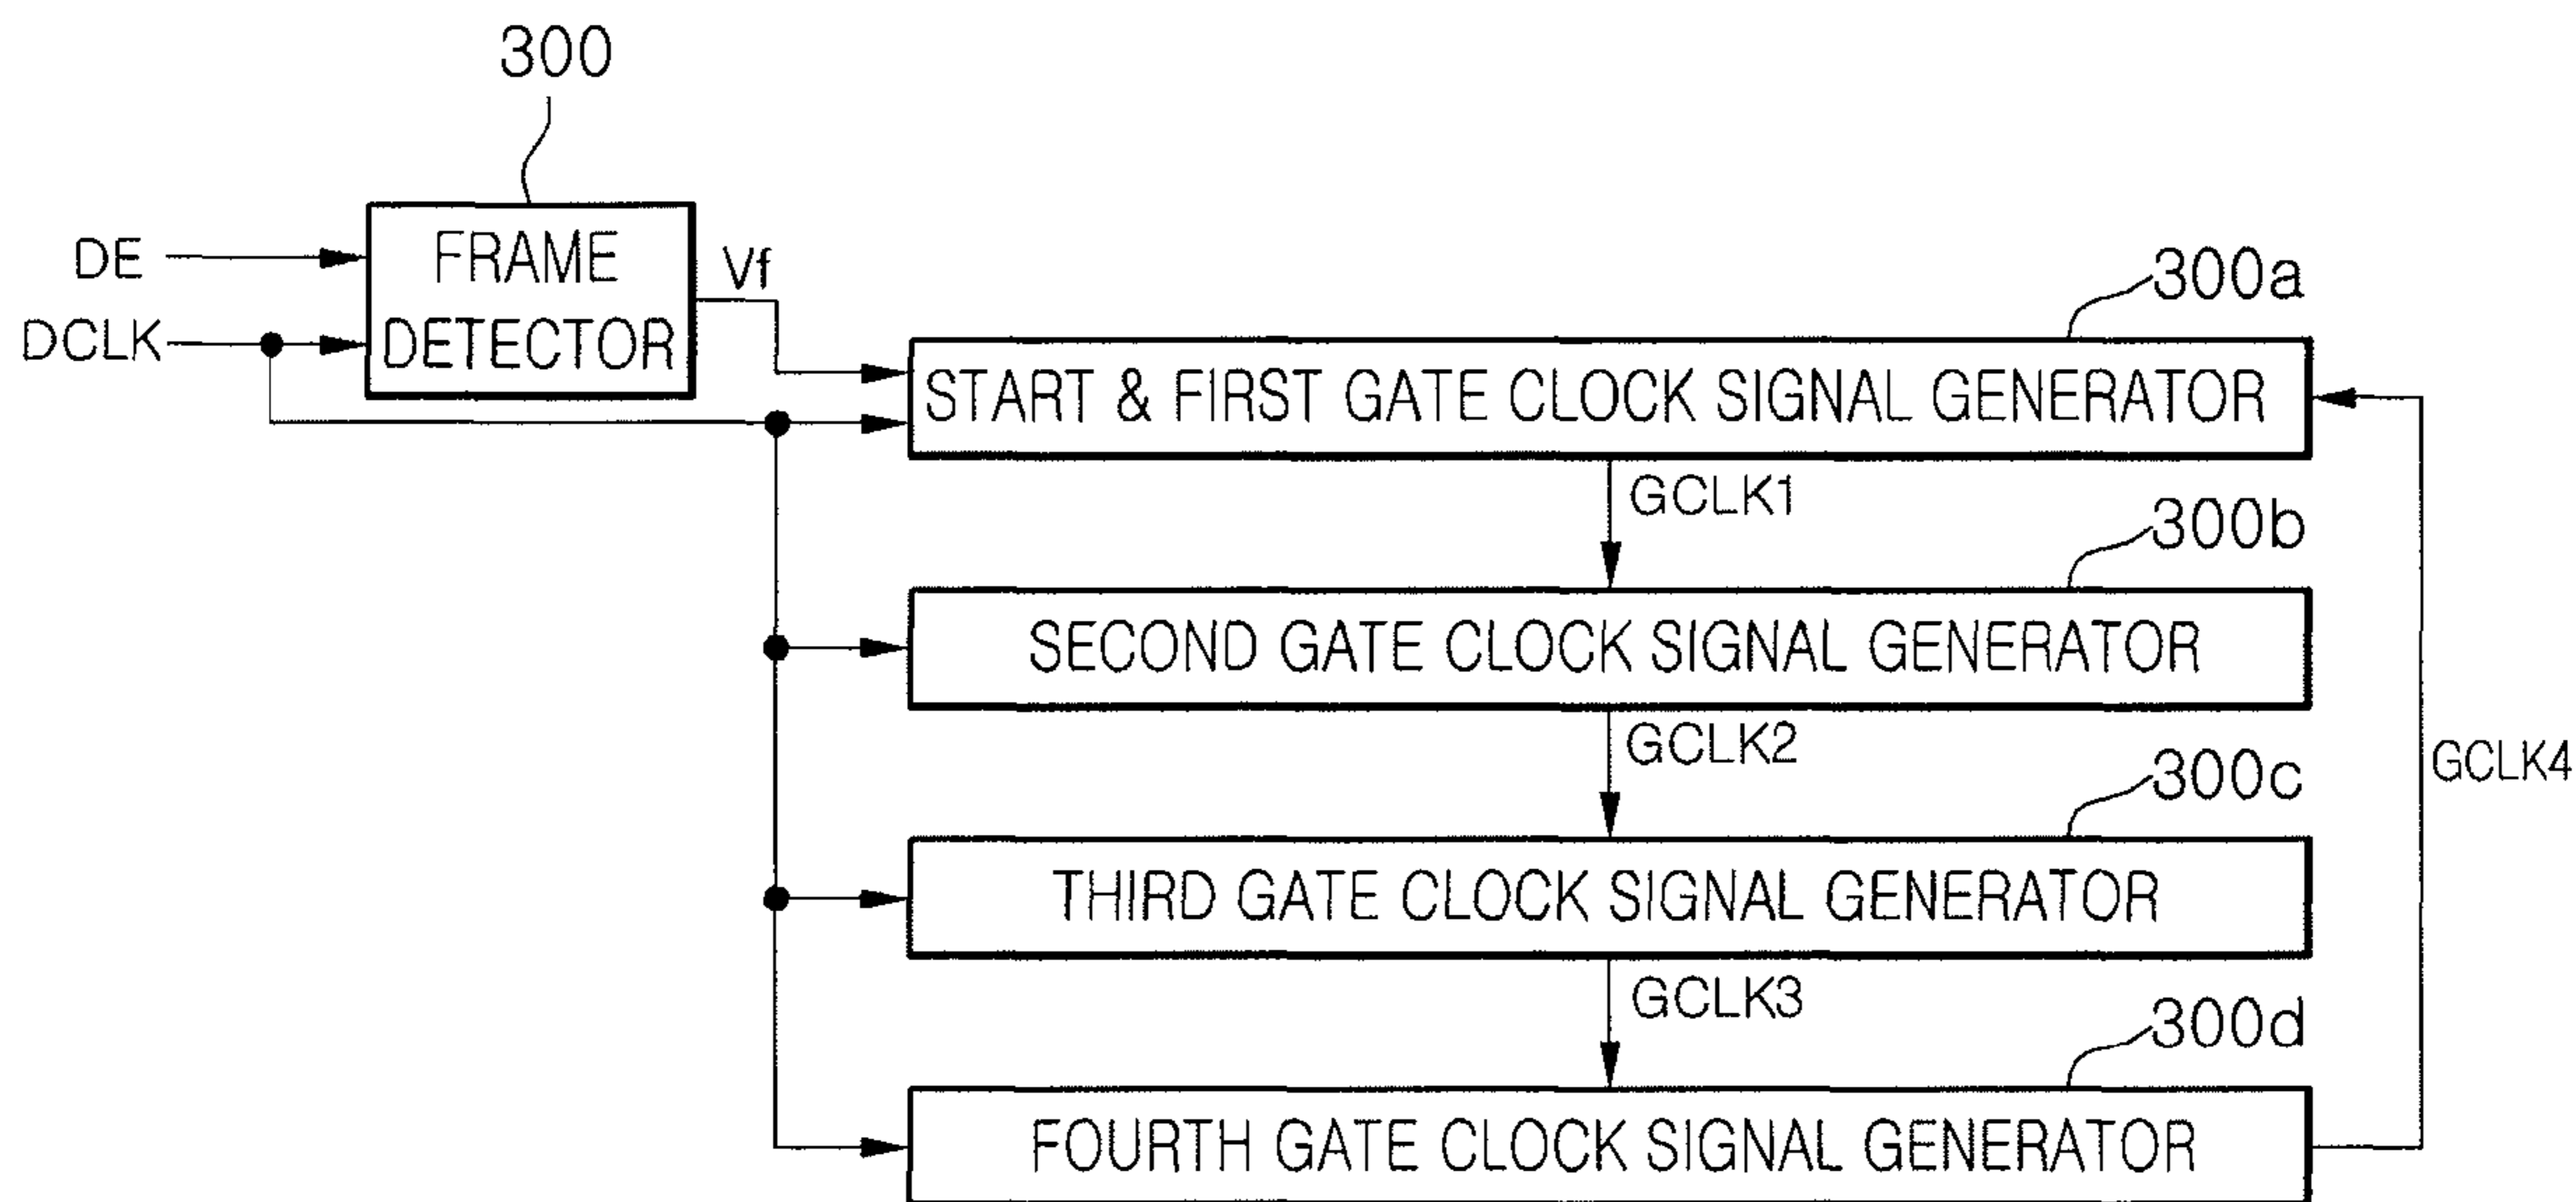 300
DE
FRAME
DETECTOR
Vf
DCLK
300a
START & FIRST GATE CLOCK SIGNAL GENERATOR
GCLK1
300b
SECOND GATE CLOCK SIGNAL GENERATOR
GCLK2
GCLK4
300c
THIRD GATE CLOCK SIGNAL GENERATOR
GCLK3
300d
FOURTH GATE CLOCK SIGNAL GENERATOR